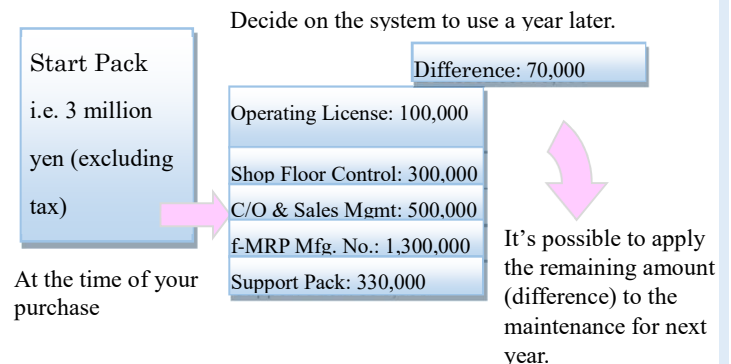 Decide on the system to use a year later.
Start Pack
i.e. 3 million
yen (excluding
tax)
At the time of your
purchase
Difference: 70,000
Operating License: 100,000
Shop Floor Control: 300,000
C/O & Sales Mgmt: 500,000
f-MRP Mfg. No.: 1,300,000
Support Pack: 330,000
It's possible to apply
the remaining amount
(difference) to the
maintenance for next
year.